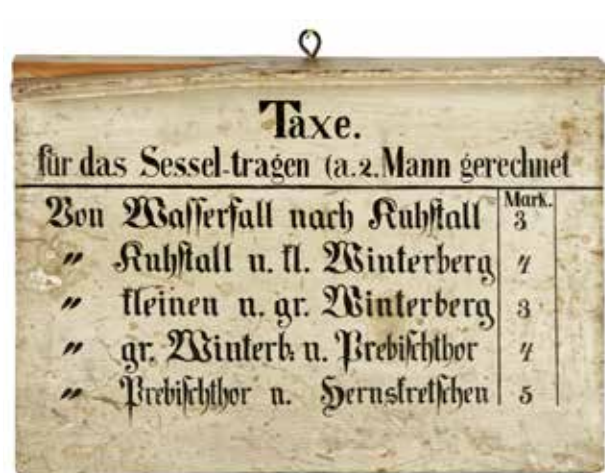 Taxe.
für das Sessel-tragen (a.2.Mann gerechnet
Mark.
Von Wasserfall nach Kuhstall 3
" Kuhstall n. kl. Winterberg 4
" kleinen n. gr. Winterberg 3
" gr. Winterb: n. Prebischthor 4
" Prebischthor n. Hernskretschen 5